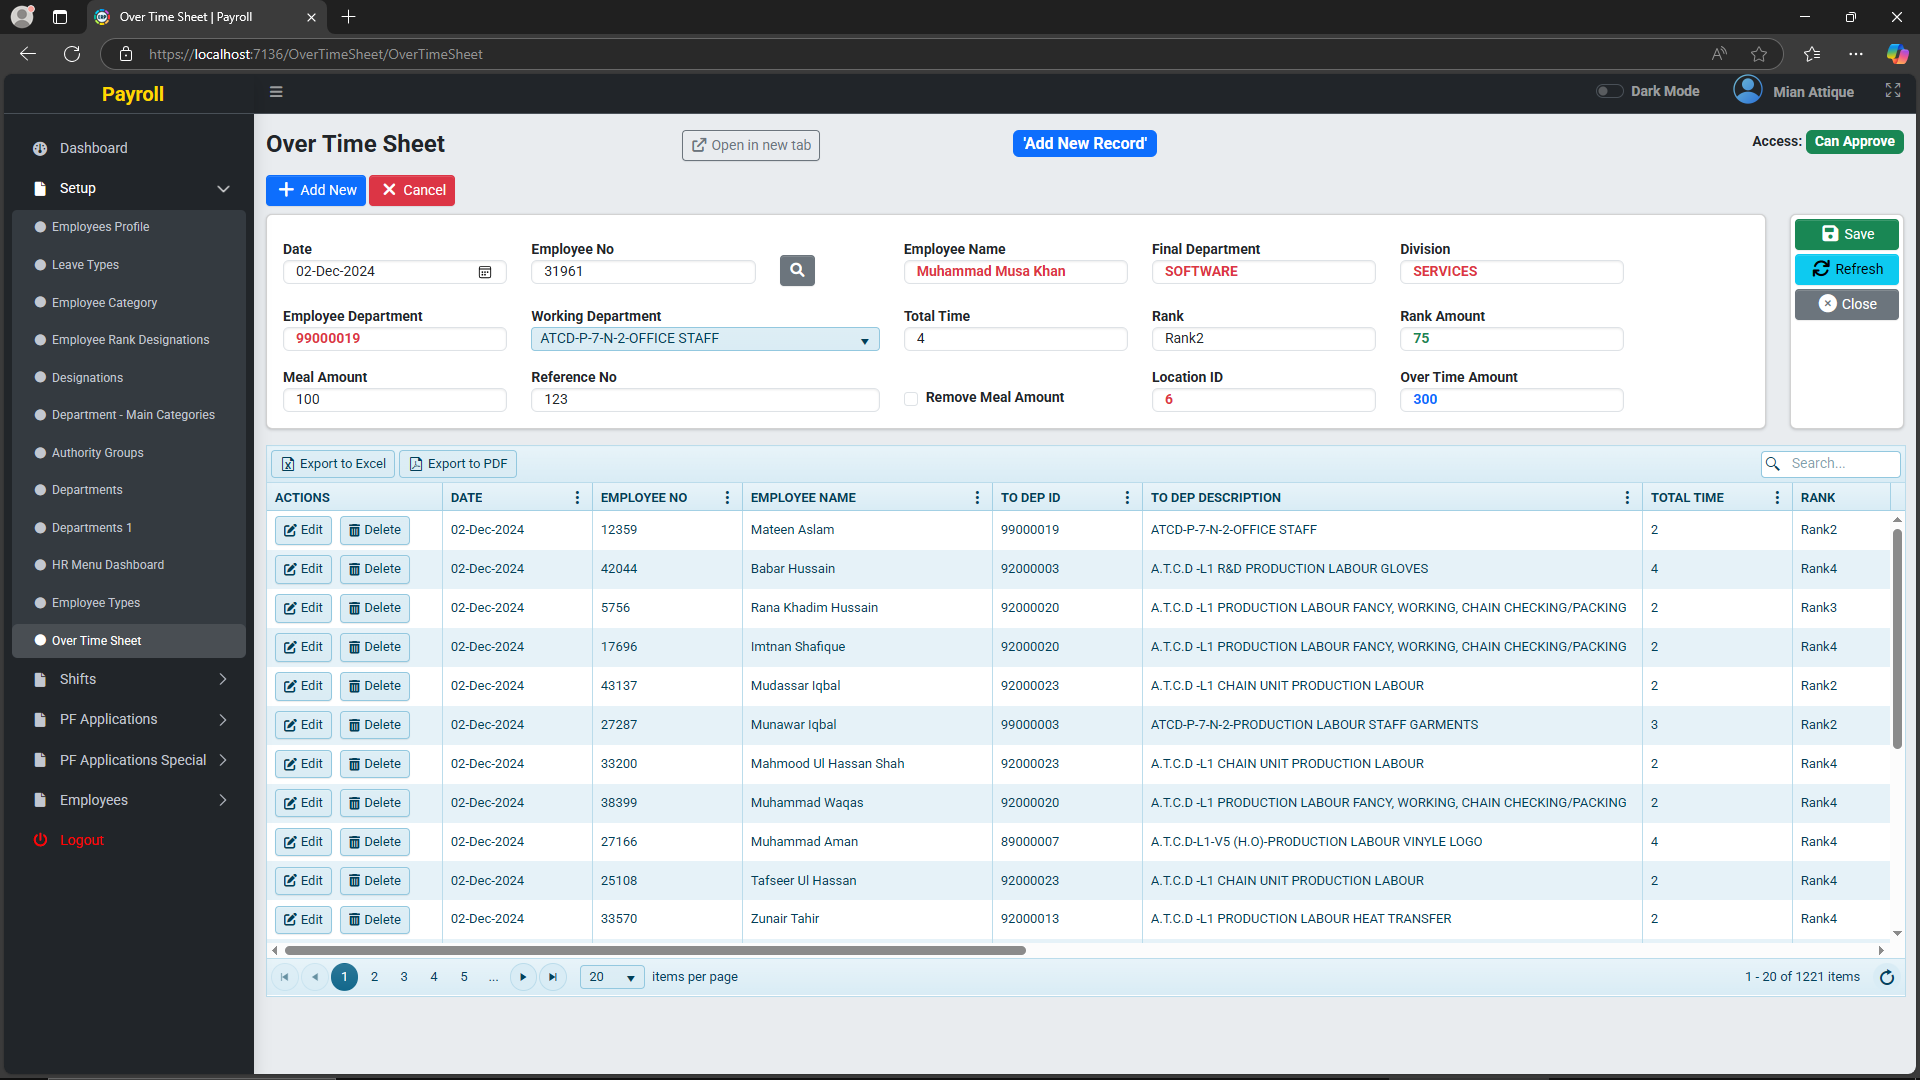 Over Time Sheet | Payroll
https://localhost:7136/OverTimeSheet/OverTimeSheet
Payroll
Dark Mode
Mian Attique
Dashboard
Setup
Employees Profile
Leave Types
Employee Category
Employee Rank Designations
Designations
Department - Main Categories
Authority Groups
Departments
Departments 1
HR Menu Dashboard
Employee Types
Over Time Sheet
Shifts
PF Applications
PF Applications Special
Employees
Logout
Over Time Sheet
Open in new tab
'Add New Record'
Access: Can Approve
Add New Cancel
Date Employee No Employee Name Final Department Division
02-Dec-2024 31961 Muhammad Musa Khan SOFTWARE SERVICES
Employee Department Working Department Total Time Rank Rank Amount
99000019 ATCD-P-7-N-2-OFFICE STAFF 4 Rank2 75
Meal Amount Reference No Remove Meal Amount Location ID Over Time Amount
100 123 6 300
Save
Refresh
Close
Export to Excel Export to PDF Search...
ACTIONS DATE EMPLOYEE NO EMPLOYEE NAME TO DEP ID TO DEP DESCRIPTION TOTAL TIME RANK
Edit Delete 02-Dec-2024 12359 Mateen Aslam 99000019 ATCD-P-7-N-2-OFFICE STAFF 2 Rank2
Edit Delete 02-Dec-2024 42044 Babar Hussain 92000003 A.T.C.D -L1 R&D PRODUCTION LABOUR GLOVES 4 Rank4
Edit Delete 02-Dec-2024 5756 Rana Khadim Hussain 92000020 A.T.C.D -L1 PRODUCTION LABOUR FANCY, WORKING, CHAIN CHECKING/PACKING 2 Rank3
Edit Delete 02-Dec-2024 17696 Imtnan Shafique 92000020 A.T.C.D -L1 PRODUCTION LABOUR FANCY, WORKING, CHAIN CHECKING/PACKING 2 Rank4
Edit Delete 02-Dec-2024 43137 Mudassar Iqbal 92000023 A.T.C.D -L1 CHAIN UNIT PRODUCTION LABOUR 2 Rank2
Edit Delete 02-Dec-2024 27287 Munawar Iqbal 99000003 ATCD-P-7-N-2-PRODUCTION LABOUR STAFF GARMENTS 3 Rank2
Edit Delete 02-Dec-2024 33200 Mahmood Ul Hassan Shah 92000023 A.T.C.D -L1 CHAIN UNIT PRODUCTION LABOUR 2 Rank4
Edit Delete 02-Dec-2024 38399 Muhammad Waqas 92000020 A.T.C.D -L1 PRODUCTION LABOUR FANCY, WORKING, CHAIN CHECKING/PACKING 2 Rank4
Edit Delete 02-Dec-2024 27166 Muhammad Aman 89000007 A.T.C.D-L1-V5 (H.O)-PRODUCTION LABOUR VINYLE LOGO 4 Rank4
Edit Delete 02-Dec-2024 25108 Tafseer Ul Hassan 92000023 A.T.C.D -L1 CHAIN UNIT PRODUCTION LABOUR 2 Rank4
Edit Delete 02-Dec-2024 33570 Zunair Tahir 92000013 A.T.C.D -L1 PRODUCTION LABOUR HEAT TRANSFER 2 Rank4
1 2 3 4 5 ... 20 items per page 1 - 20 of 1221 items